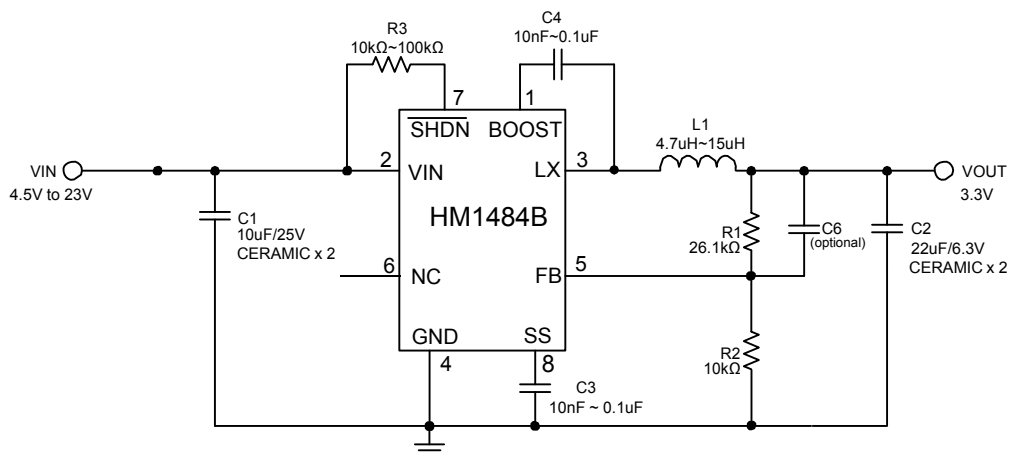 R3
10kΩ~100kΩ
C4
10nF~0.1uF
7
1
SHDN
BOOST
L1
4.7uH~15uH
VIN
4.5V to 23V
2
VIN
LX
3
VOUT
3.3V
HM1484B
C1
10uF/25V
CERAMIC x 2
R1
26.1kΩ
C6
(optional)
C2
22uF/6.3V
CERAMIC x 2
6
NC
FB
5
GND
SS
4
8
R2
10kΩ
C3
10nF ~ 0.1uF